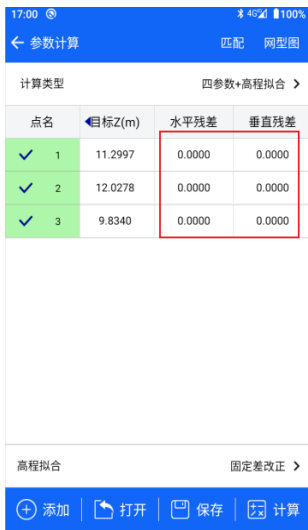 17:00 4G 100%
参数计算 匹配 网型图
计算类型 四参数+高程拟合
点名 目标Z(m) 水平残差 垂直残差
1 11.2997 0.0000 0.0000
2 12.0278 0.0000 0.0000
3 9.8340 0.0000 0.0000
高程拟合 固定差改正
添加 打开 保存 计算